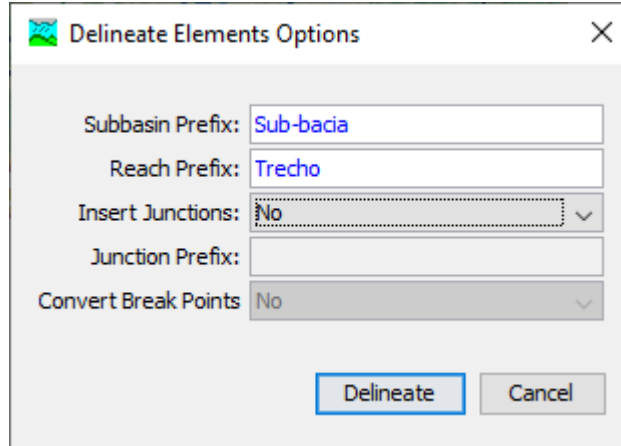 Delineate Elements Options
Subbasin Prefix: Sub-bacia
Reach Prefix: Trecho
Insert Junctions: No
Junction Prefix:
Convert Break Points No
Delineate Cancel